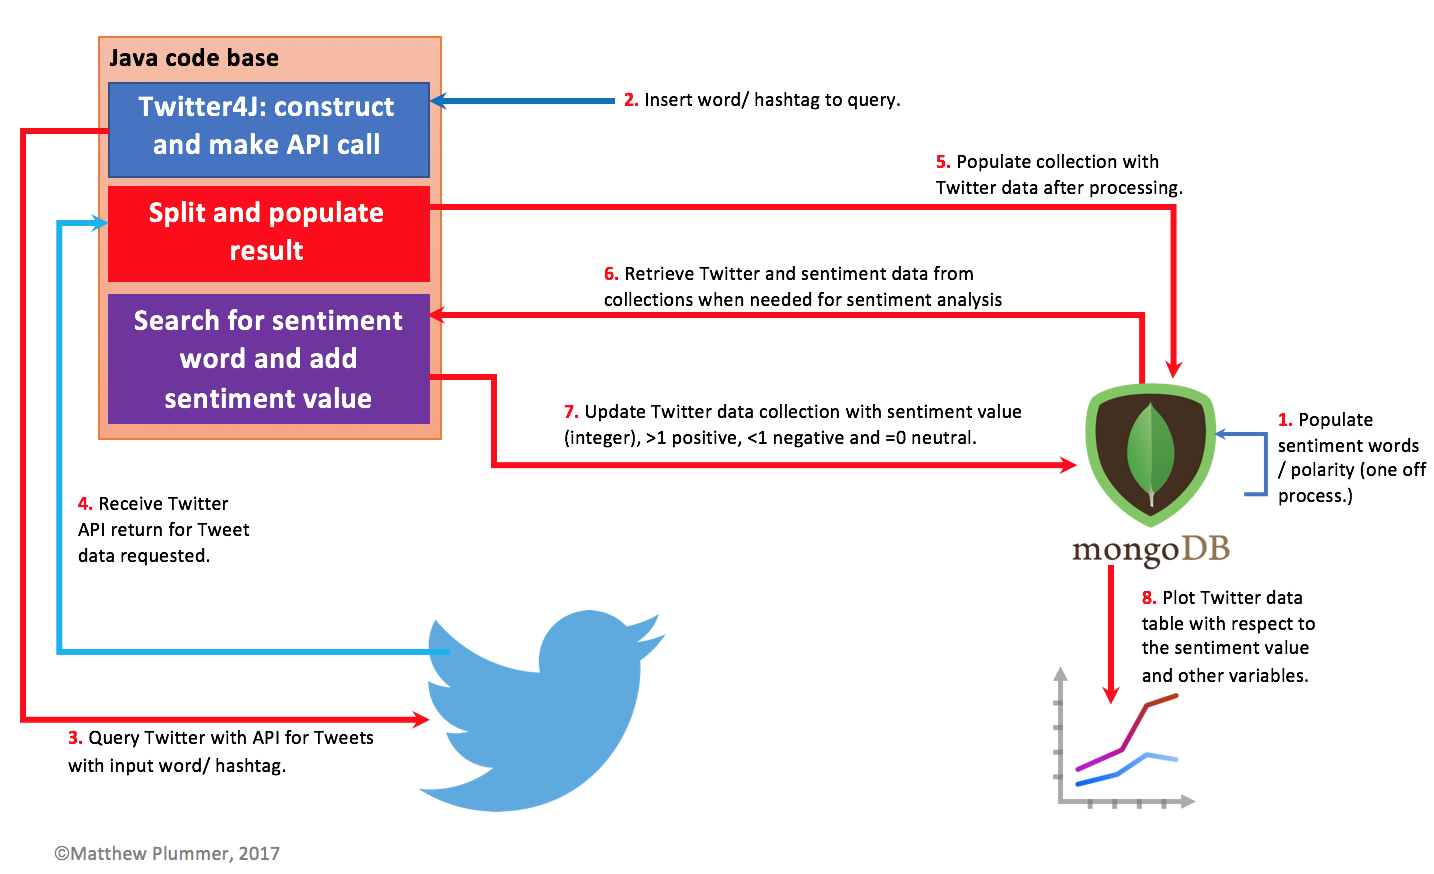 Java code base
Twitter4J: construct
and make API call
Split and populate
result
Search for sentiment
word and add
sentiment value
2. Insert word/ hashtag to query.
5. Populate collection with
Twitter data after processing.
6. Retrieve Twitter and sentiment data from
collections when needed for sentiment analysis
7. Update Twitter data collection with sentiment value
(integer), >1 positive, <1 negative and =0 neutral.
1. Populate
sentiment words
/ polarity (one off
process.)
mongoDB
4. Receive Twitter
API return for Tweet
data requested.
8. Plot Twitter data
table with respect to
the sentiment value
and other variables.
3. Query Twitter with API for Tweets
with input word/ hashtag.
©Matthew Plummer, 2017